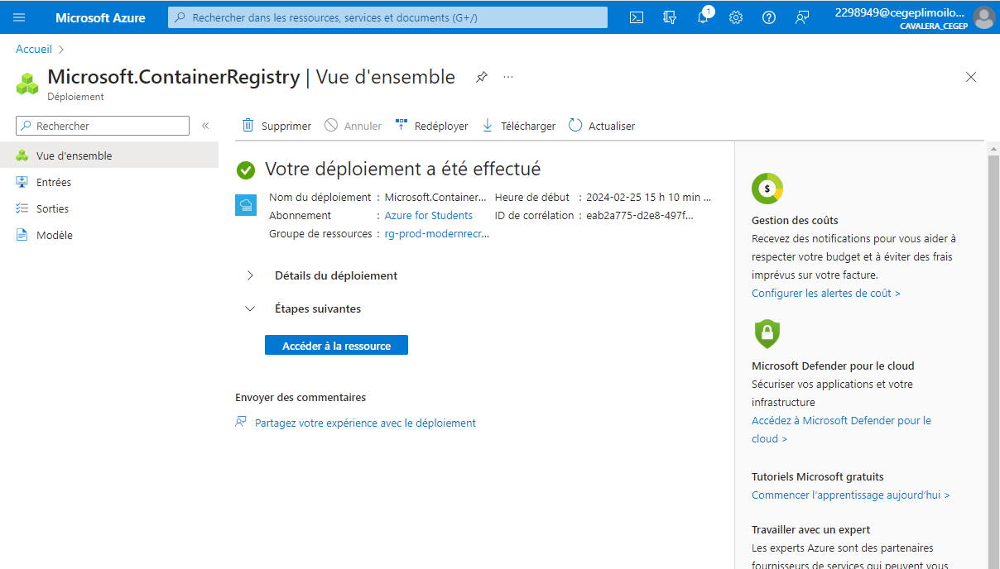 Microsoft Azure
Rechercher dans les ressources, services et documents (G+/)
1
2298949@cegeplimoilo...
CAVALERA_CEGEP
Accueil
Microsoft.ContainerRegistry | Vue d'ensemble
Déploiement
Rechercher
Supprimer
Annuler
Redéployer
Télécharger
Actualiser
Vue d'ensemble
Entrées
Sorties
Modèle
Votre déploiement a été effectué
Nom du déploiement : Microsoft.Container... Heure de début : 2024-02-25 15 h 10 min ...
Abonnement : Azure for Students ID de corrélation : eab2a775-d2e8-497f...
Groupe de ressources : rg-prod-modernrecr...
Détails du déploiement
Étapes suivantes
Accéder à la ressource
Envoyer des commentaires
Partagez votre expérience avec le déploiement
$
Gestion des coûts
Recevez des notifications pour vous aider à
respecter votre budget et à éviter des frais
imprévus sur votre facture.
Configurer les alertes de coût >
Microsoft Defender pour le cloud
Sécuriser vos applications et votre
infrastructure
Accédez à Microsoft Defender pour le
cloud >
Tutoriels Microsoft gratuits
Commencer l'apprentissage aujourd'hui >
Travailler avec un expert
Les experts Azure sont des partenaires
fournisseurs de services qui peuvent vous